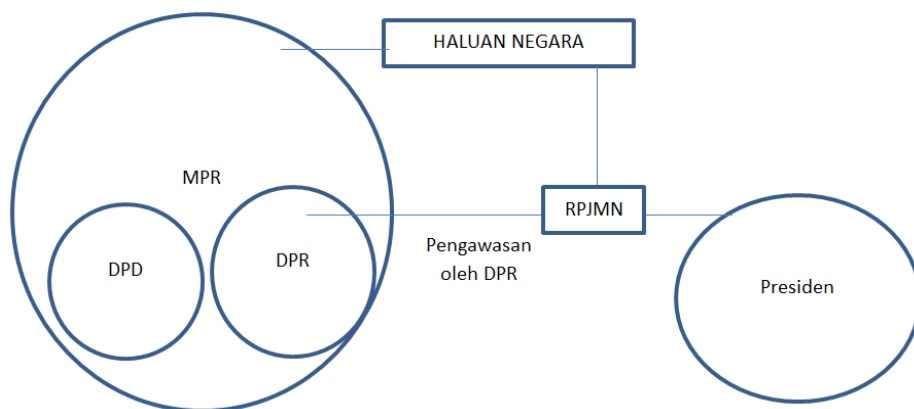 HALUAN NEGARA
MPR
RPJMN
DPD
DPR
Pengawasan
oleh DPR
Presiden